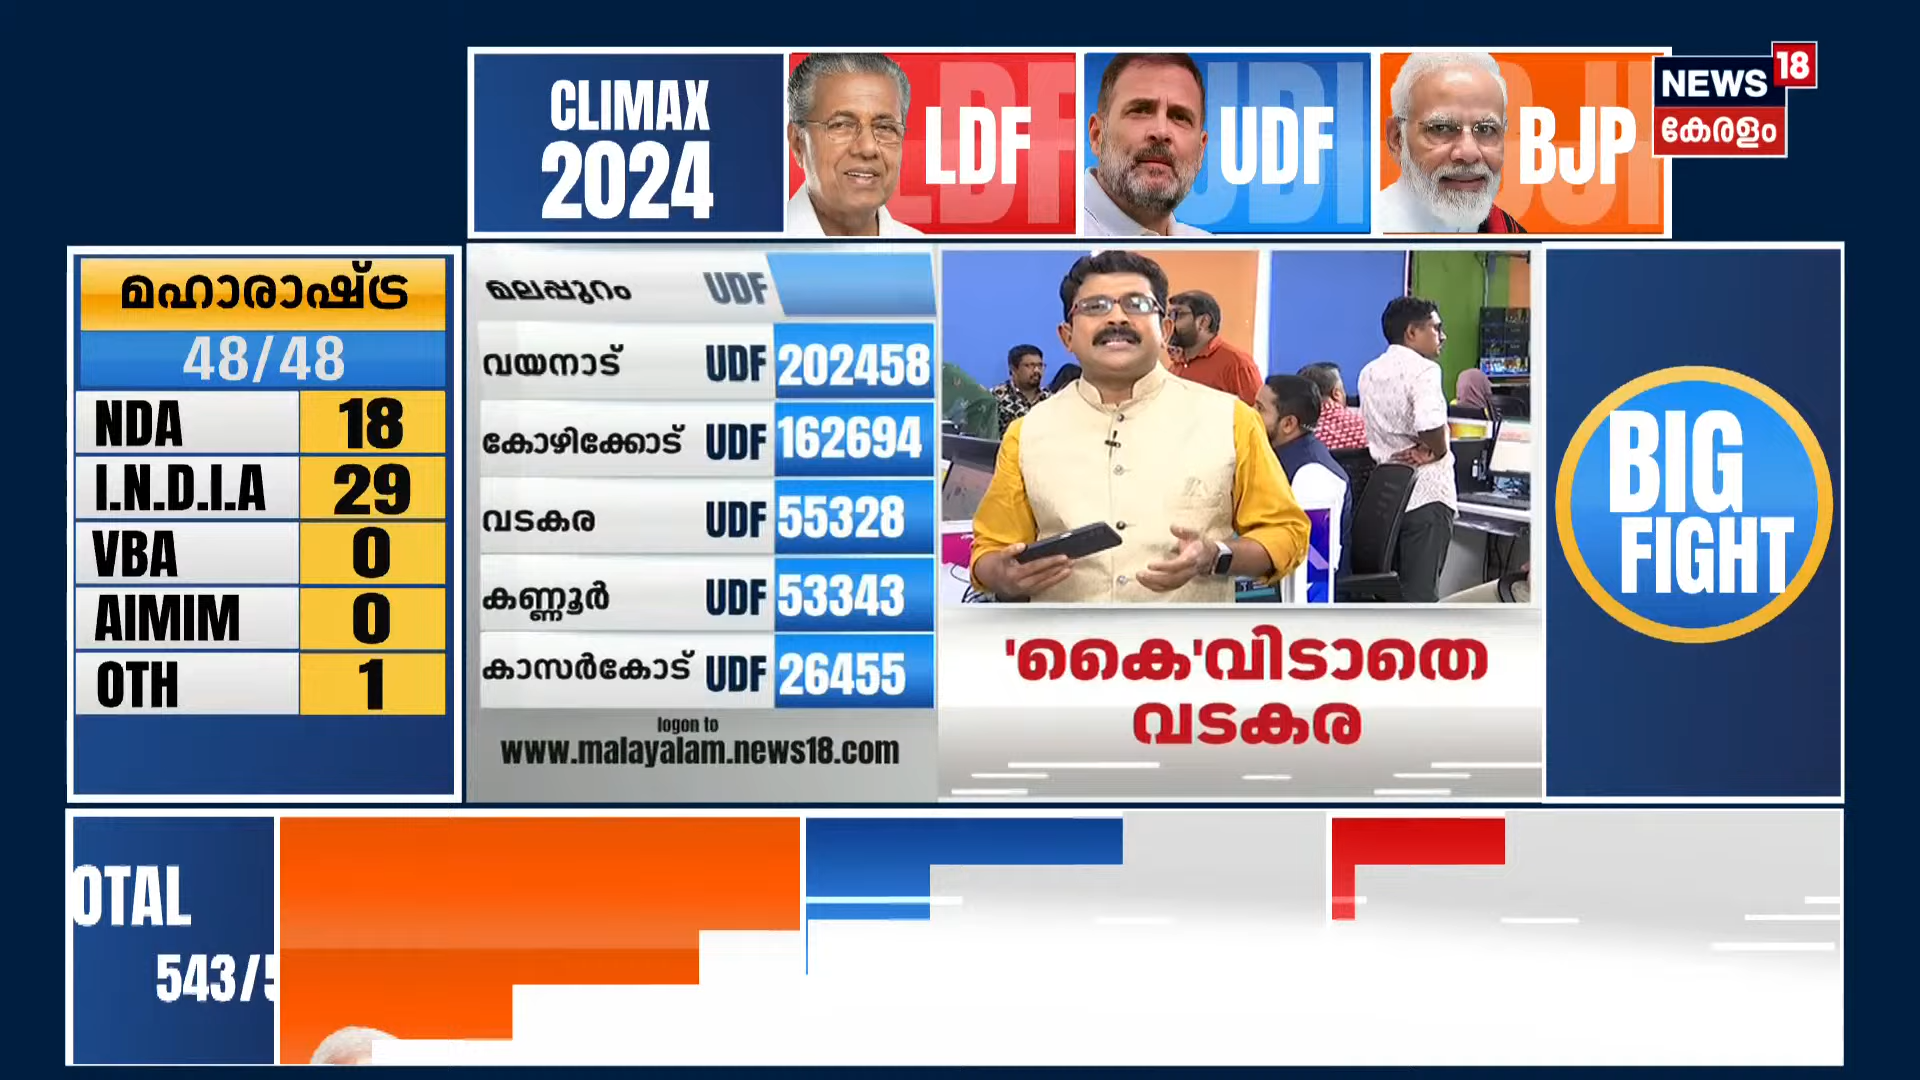 CLIMAX
2024
LDF
UDF
BJP
NEWS 18
കേരളം
മഹാരാഷ്ട്ര
48/48
NDA 18
I.N.D.I.A 29
VBA 0
AIMIM 0
OTH 1
മലപ്പുറം UDF
വയനാട് UDF 202458
കോഴിക്കോട് UDF 162694
വടകര UDF 55328
കണ്ണൂർ UDF 53343
കാസർകോട് UDF 26455
logon to
www.malayalam.news18.com
'കൈ'വിടാതെ
വടകര
BIG
FIGHT
OTAL
543/5